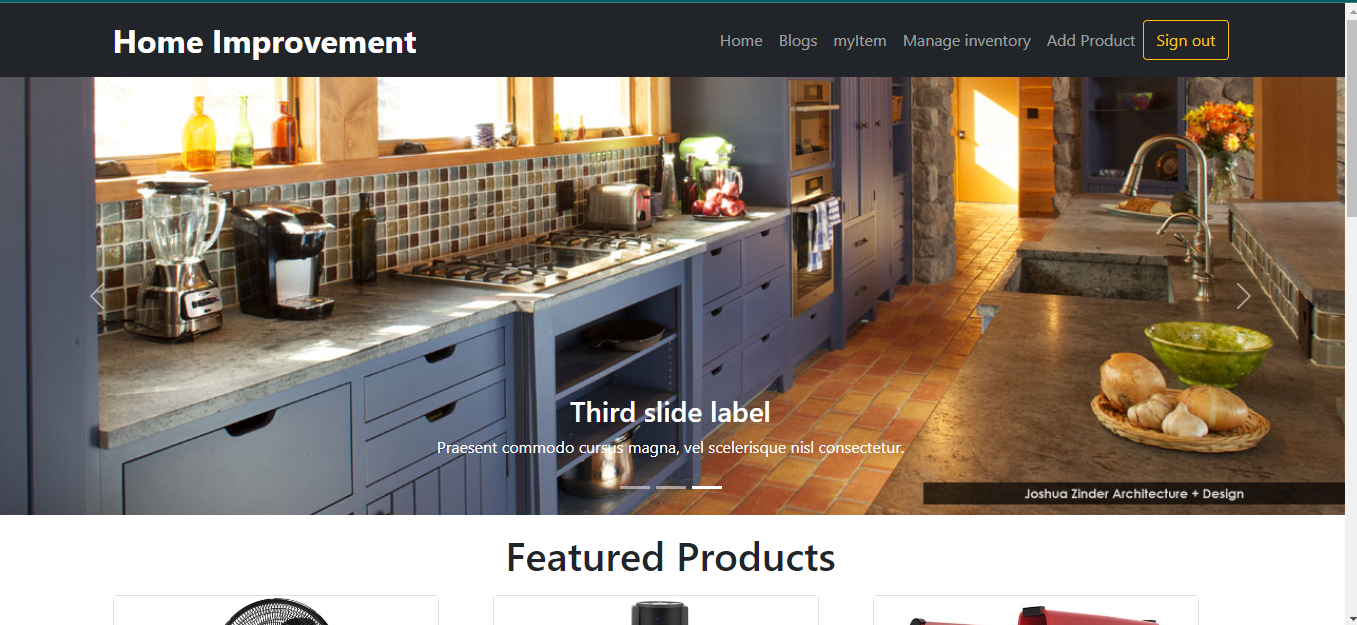 Home Improvement
Home Blogs myItem Manage inventory Add Product Sign out
Third slide label
Praesent commodo cursus magna, vel scelerisque nisl consectetur.
Joshua Zinder Architecture + Design
Featured Products